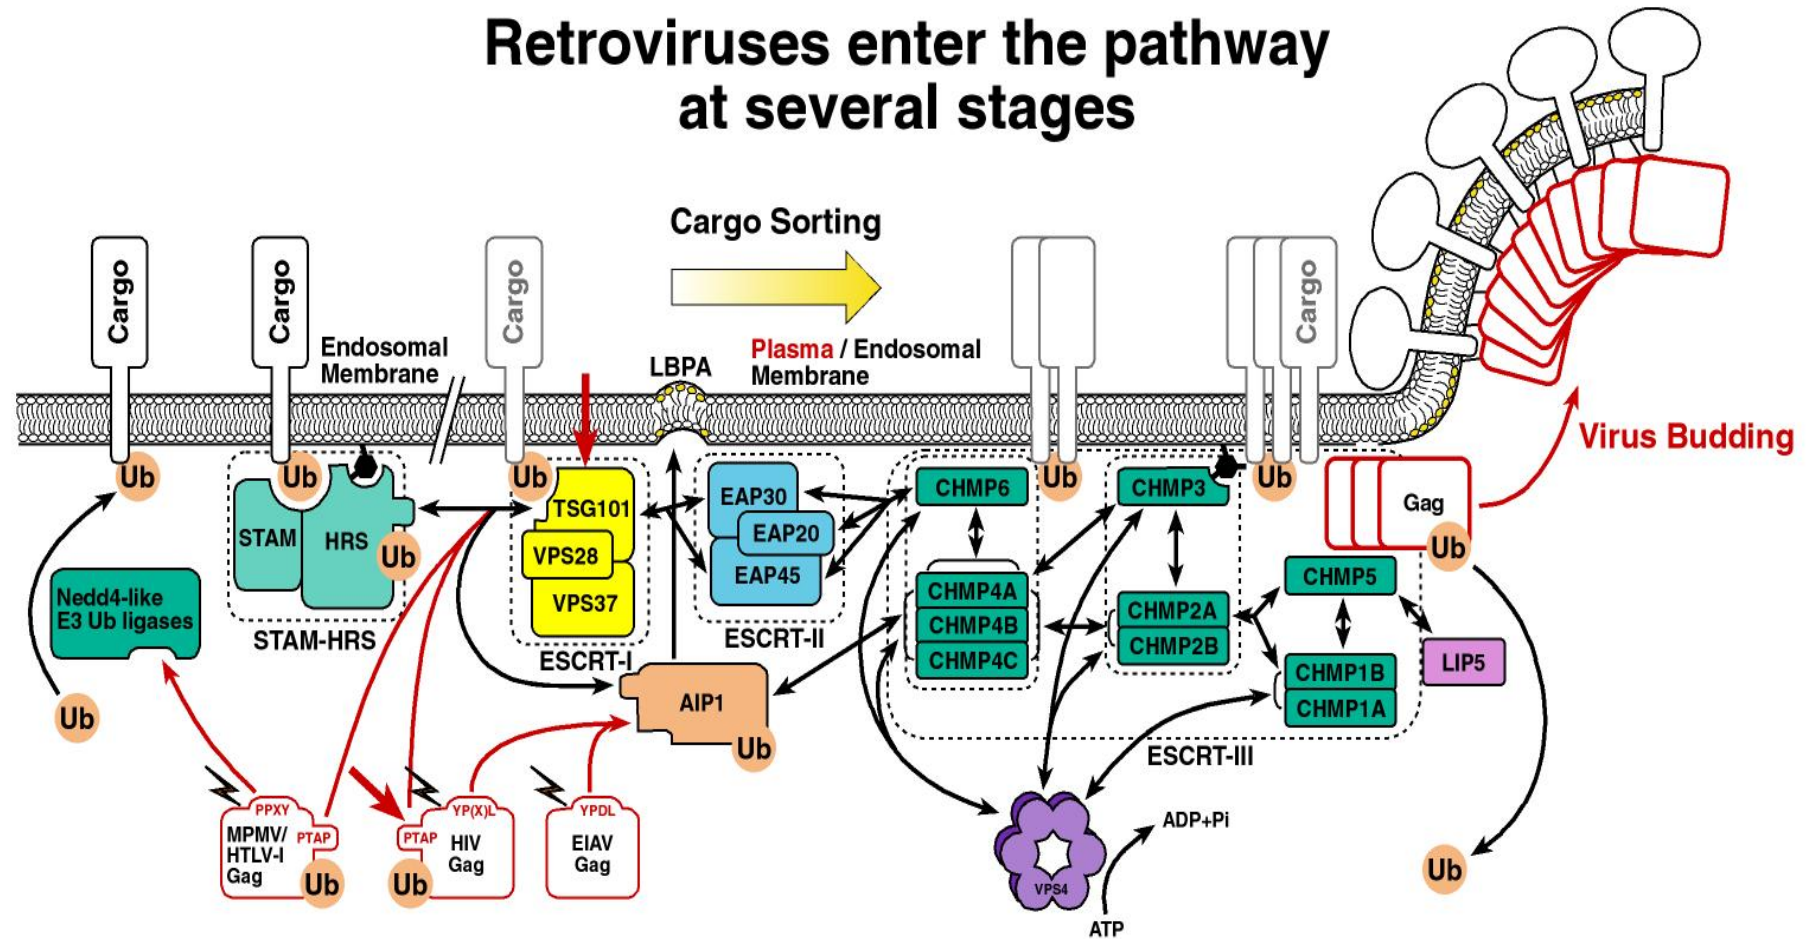 Retroviruses enter the pathway
at several stages
Cargo Sorting
Cargo
Cargo
Cargo
Cargo
Endosomal
Membrane
LBPA
Plasma / Endosomal
Membrane
Virus Budding
Ub
Ub
Ub
Ub
Ub
STAM
HRS
Ub
STAM-HRS
TSG101
VPS28
VPS37
ESCRT-I
EAP30
EAP20
EAP45
ESCRT-II
CHMP6
CHMP4A
CHMP4B
CHMP4C
CHMP3
CHMP2A
CHMP2B
Gag
Ub
CHMP5
CHMP1B
CHMP1A
LIP5
ESCRT-III
Nedd4-like
E3 Ub ligases
Ub
AIP1
Ub
PPXY
MPMV/
HTLV-I
Gag
PTAP
Ub
PTAP
YP(X)L
HIV
Gag
Ub
YPDL
EIAV
Gag
VPS4
ADP+Pi
ATP
Ub